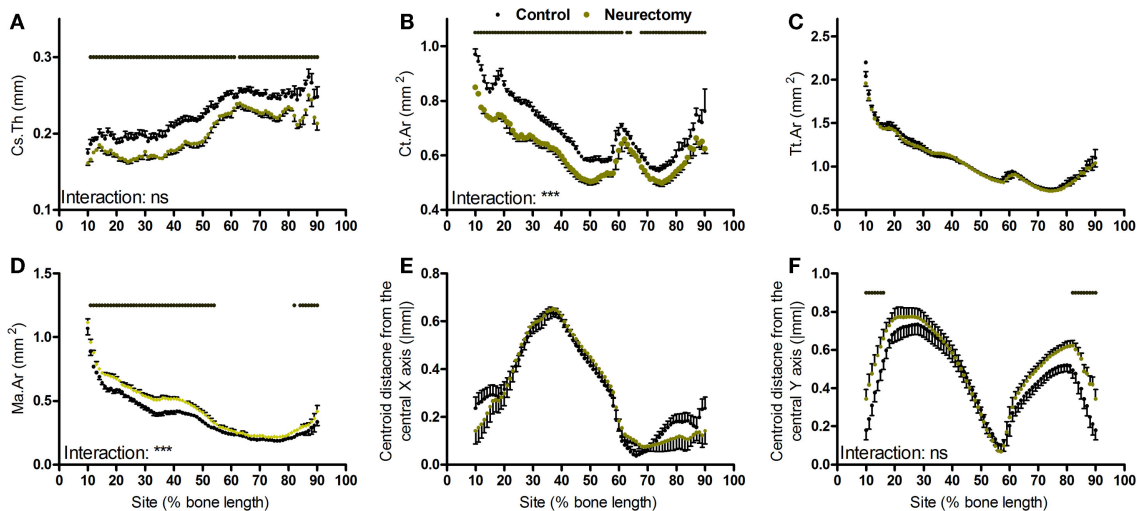 Control Neurectomy
A
0.3
0.2
0.1
Cs.Th (mm)
Interaction: ns
0 10 20 30 40 50 60 70 80 90 100
B
1.0
0.8
0.6
0.4
Ct.Ar (mm 2)
Interaction: ***
0 10 20 30 40 50 60 70 80 90 100
C
2.5
2.0
1.5
1.0
0.5
Tt.Ar (mm 2)
0 10 20 30 40 50 60 70 80 90 100
D
1.5
1.0
0.5
0.0
Ma.Ar (mm 2)
Interaction: ***
0 10 20 30 40 50 60 70 80 90 100
Site (% bone length)
E
0.8
0.6
0.4
0.2
0.0
Centroid distacne from the
central X axis (|mm|)
0 10 20 30 40 50 60 70 80 90 100
Site (% bone length)
F
1.0
0.8
0.6
0.4
0.2
0.0
Centroid distacne from the
central Y axis (|mm|)
Interaction: ns
0 10 20 30 40 50 60 70 80 90 100
Site (% bone length)